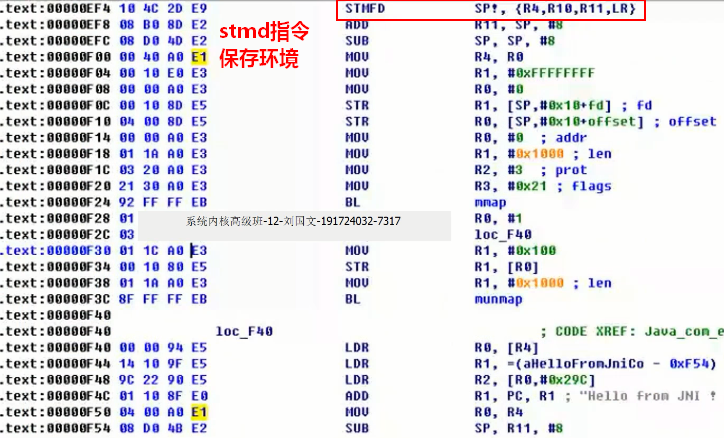 .text:00000EF4 10 4C 2D E9 STMFD SP!, {R4,R10,R11,LR}
.text:00000EF8 08 B0 8D E2 ADD R11, SP, #8
.text:00000EFC 08 D0 4D E2 SUB SP, SP, #8
stmd指令
保存环境
.text:00000F00 00 40 A0 E1 MOV R4, R0
.text:00000F04 00 10 E0 E3 MOV R1, #0xFFFFFFFF
.text:00000F08 00 00 A0 E3 MOV R0, #0
.text:00000F0C 00 10 8D E5 STR R1, [SP,#0x10+fd] ; fd
.text:00000F10 04 00 8D E5 STR R0, [SP,#0x10+offset] ; offset
.text:00000F14 00 00 A0 E3 MOV R0, #0 ; addr
.text:00000F18 01 1A A0 E3 MOV R1, #0x1000 ; len
.text:00000F1C 03 20 A0 E3 MOV R2, #3 ; prot
.text:00000F20 21 30 A0 E3 MOV R3, #0x21 ; flags
.text:00000F24 92 FF FF EB BL mmap
.text:00000F28 01 R0, #1
系统内核高级班-12-刘国文-191724032-7317
.text:00000F2C 03 loc_F40
.text:00000F30 01 1C A0 E3 MOV R1, #0x100
.text:00000F34 00 10 80 E5 STR R1, [R0]
.text:00000F38 01 1A A0 E3 MOV R1, #0x1000 ; len
.text:00000F3C 8F FF FF EB BL munmap
.text:00000F40
.text:00000F40 loc_F40 ; CODE XREF: Java_com_e
.text:00000F40 00 00 94 E5 LDR R0, [R4]
.text:00000F44 14 10 9F E5 LDR R1, =(aHelloFromJniCo - 0xF54)
.text:00000F48 9C 22 90 E5 LDR R2, [R0,#0x29C]
.text:00000F4C 01 10 8F E0 ADD R1, PC, R1 ; "Hello from JNI !
.text:00000F50 04 00 A0 E1 MOV R0, R4
.text:00000F54 08 D0 4B E2 SUB SP, R11, #8